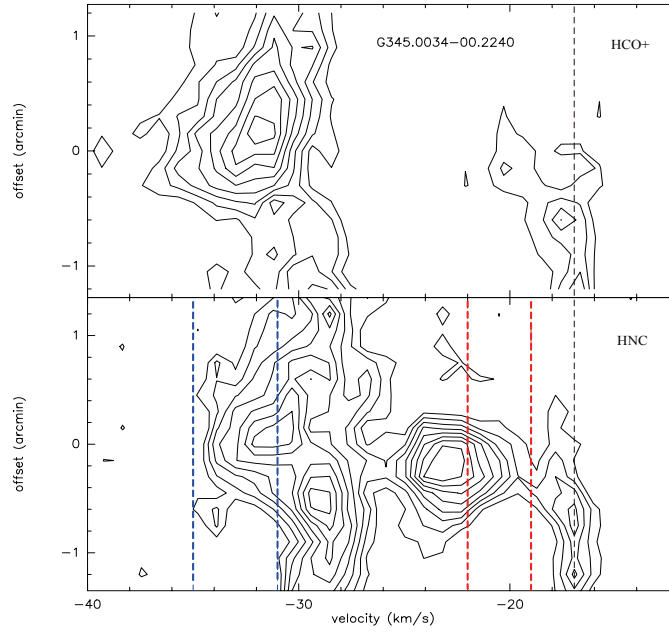 G345.0034−00.2240
HCO+
1
0
−1
offset (arcmin)
HNC
1
0
−1
offset (arcmin)
−40
−30
−20
velocity (km/s)